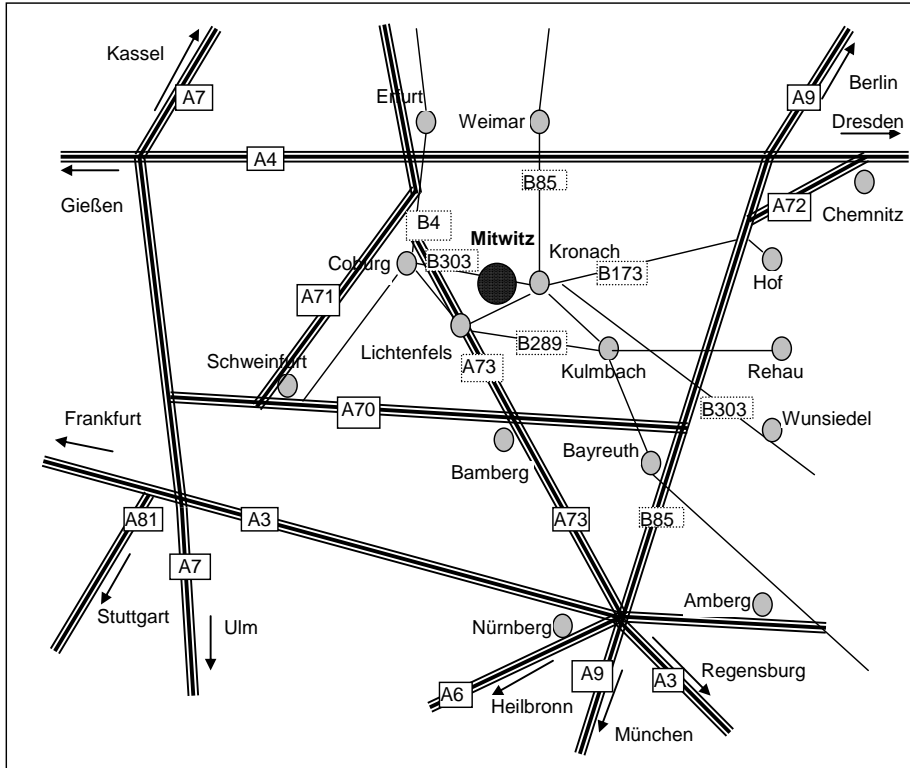 Kassel
A7
Erfurt
Weimar
A9
Berlin
Dresden
A4
Gießen
B85
A72
Chemnitz
B4
Mitwitz
Kronach
Coburg
B303
B173
Hof
A71
Lichtenfels
B289
Schweinfurt
A73
Kulmbach
Rehau
A70
B303
Wunsiedel
Frankfurt
Bamberg
Bayreuth
A81
A3
A73
B85
A7
Stuttgart
Ulm
Nürnberg
Amberg
A6
Heilbronn
A9
A3
Regensburg
München